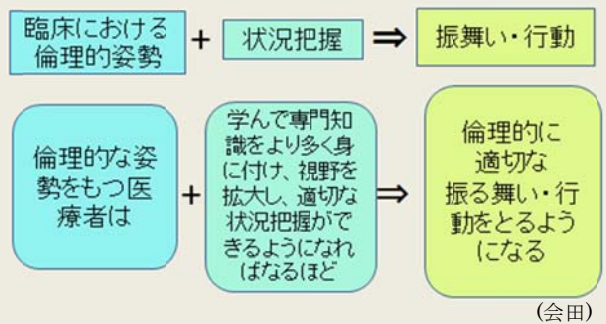 臨床における
倫理的姿勢
+
状況把握
⇒
振舞い・行動
倫理的な姿
勢をもつ医
療者は
+
学んで専門知
識をより多く身
に付け、視野を
拡大し、適切な
状況把握がで
きるようになれ
ばなるほど
⇒
倫理的に
適切な
振る舞い・行
動をとるよう
になる
(会田)